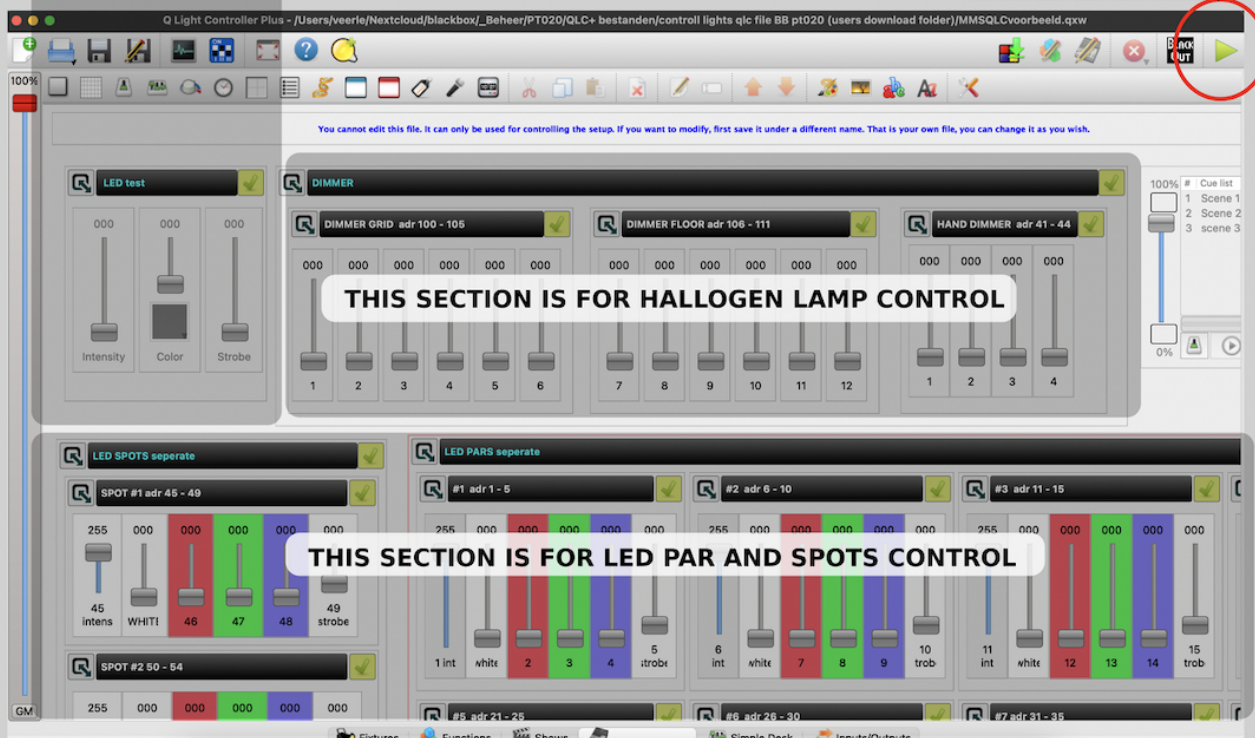 Q Light Controller Plus - /Users/veerle/Nextcloud/blackbox/_Beheer/PT020/QLC+ bestanden/controll lights qlc file BB pt020 (users download folder)/MMSQLCvoorbeeld.qxw
BLACK OUT
100%
You cannot edit this file. It can only be used for controlling the setup. If you want to modify, first save it under a different name. That is your own file, you can change it as you wish.
LED test
DIMMER
100% # Cue list
1 Scene 1
2 Scene 2
3 scene 3
DIMMER GRID adr 100 - 105
DIMMER FLOOR adr 106 - 111
HAND DIMMER adr 41 - 44
000 000 000
000 000 000 000 000 000
000 000 000 000 000 000
000 000 000 000
THIS SECTION IS FOR HALLOGEN LAMP CONTROL
Intensity Color Strobe
0%
1 2 3 4 5 6
7 8 9 10 11 12
1 2 3 4
LED SPOTS seperate
LED PARS seperate
SPOT #1 adr 45 - 49
#1 adr 1 - 5
#2 adr 6 - 10
#3 adr 11 - 15
255 000 000 000 000 000
255 000 000 000 000 000
255 000 000 000 000 000
255 000 000 000 000 000
THIS SECTION IS FOR LED PAR AND SPOTS CONTROL
45 intens WHITE 46 47 48 49 strobe
1 int white 2 3 4 5 strobe
6 int white 7 8 9 10 trob
11 int white 12 13 14 15 trob
SPOT #2 50 - 54
255 000 000 000 000 000
GM
#5 adr 21 - 25
#6 adr 26 - 30
#7 adr 31 - 35
Fixtures Functions Shows Simple Desk Inputs/Outputs